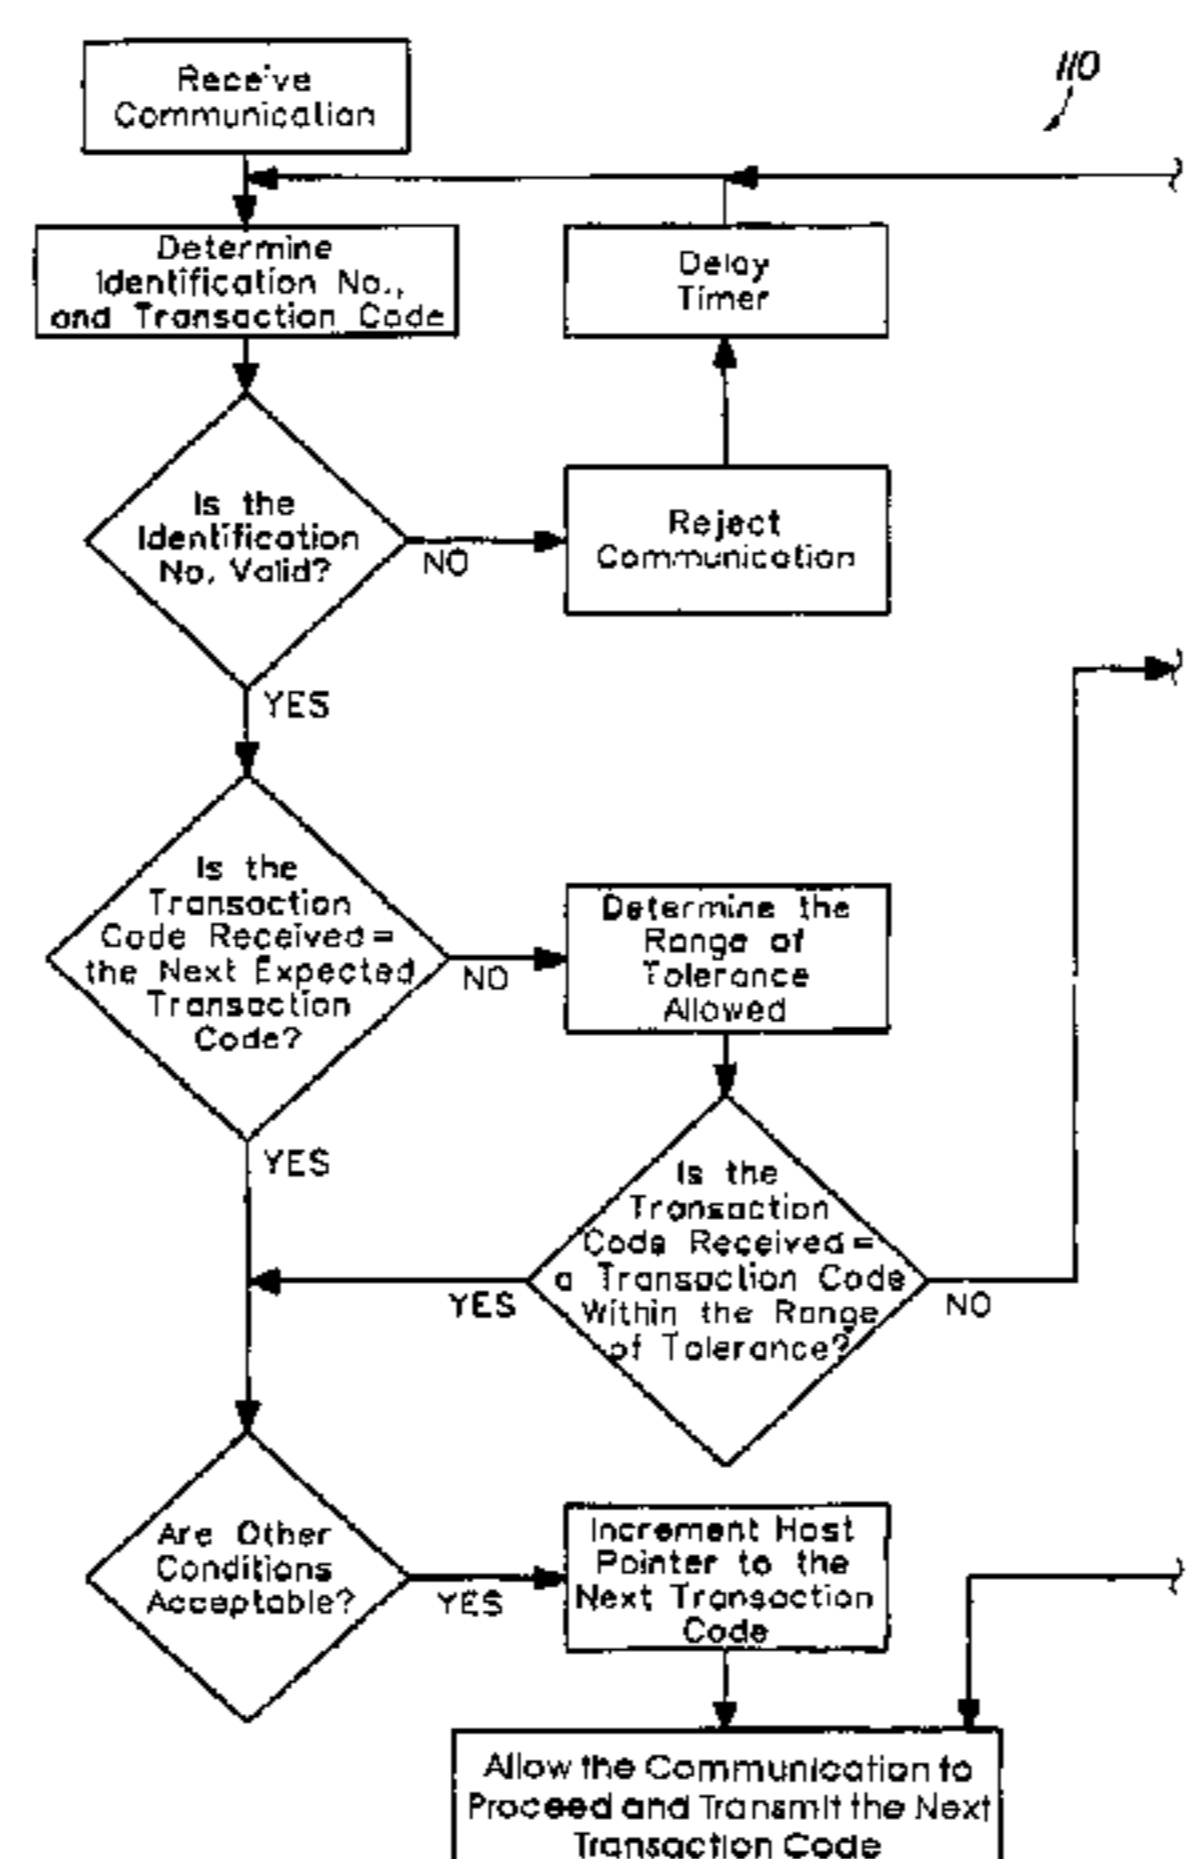 Receive
Communication
110
Determine
Identification No.,
and Transaction Code
Delay
Timer
Is the
Identification
No. Valid?
NO
Reject
Communication
YES
Is the
Transaction
Code Received =
the Next Expected
Transaction
Code?
NO
Determine the
Range of
Tolerance
Allowed
YES
Is the
Transaction
Code Received =
a Transaction Code
Within the Range
of Tolerance?
YES
NO
Are Other
Conditions
Acceptable?
YES
Increment Host
Pointer to the
Next Transaction
Code
Allow the Communication to
Proceed and Transmit the Next
Transaction Code